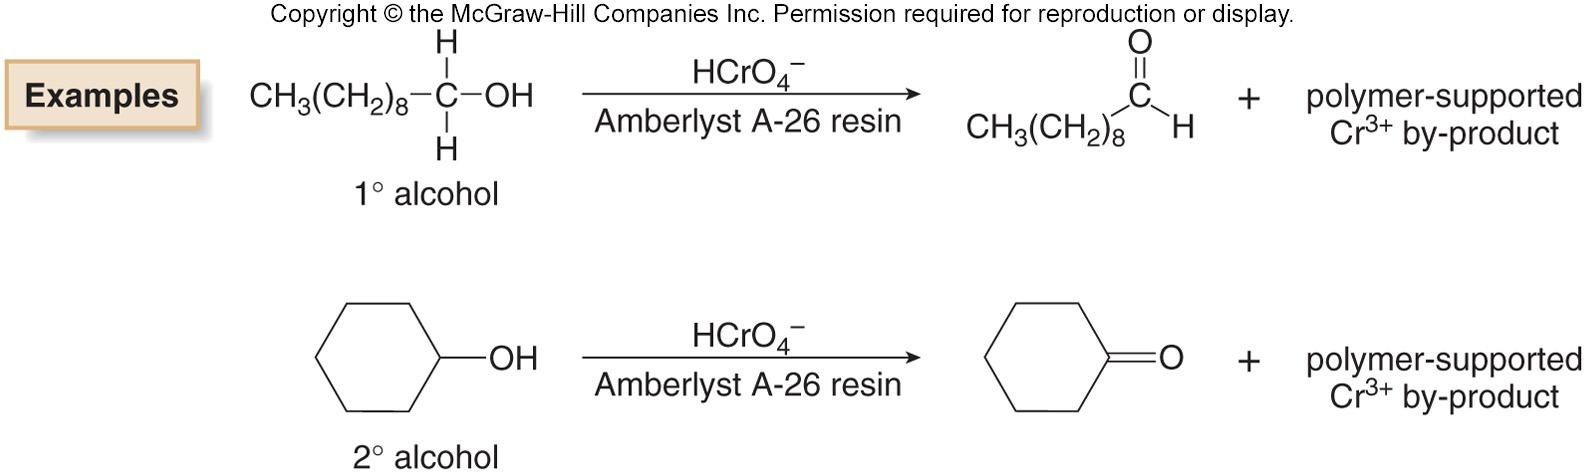 Copyright © the McGraw-Hill Companies Inc. Permission required for reproduction or display.
Examples
H
CH₃(CH₂)₈–C–OH
H
1° alcohol
HCrO₄⁻
Amberlyst A-26 resin
O
C
CH₃(CH₂)₈ H
+
polymer-supported
Cr³⁺ by-product
OH
2° alcohol
HCrO₄⁻
Amberlyst A-26 resin
O
+
polymer-supported
Cr³⁺ by-product